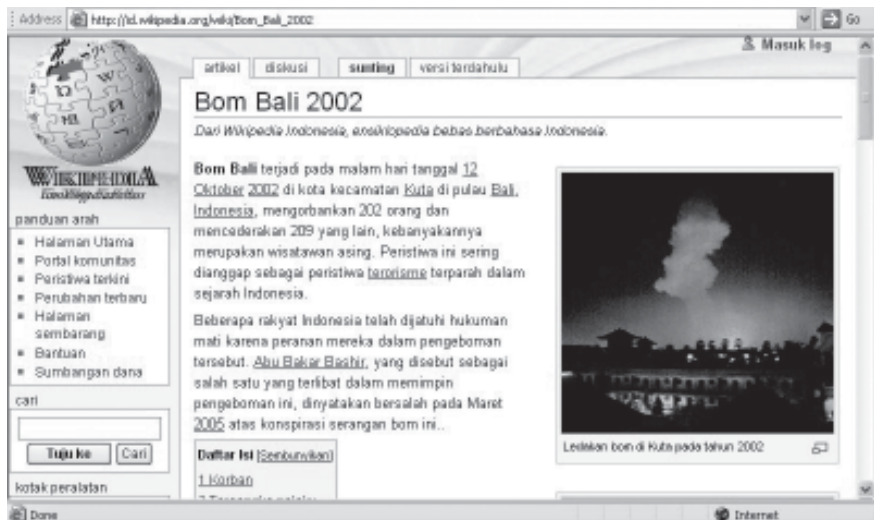 Address http://id.wikipedia.org/wiki/Bom_Bali_2002 Go
Masuk log
artikel diskusi sunting versi terdahulu
Bom Bali 2002
Dari Wikipedia Indonesia, ensiklopedia bebas berbahasa Indonesia.
Bom Bali terjadi pada malam hari tanggal 12
Oktober 2002 di kota kecamatan Kuta di pulau Bali,
Indonesia, mengorbankan 202 orang dan
mencederakan 209 yang lain, kebanyakannya
merupakan wisatawan asing. Peristiwa ini sering
dianggap sebagai peristiwa terorisme terparah dalam
sejarah Indonesia.
Beberapa rakyat Indonesia telah dijatuhi hukuman
mati karena peranan mereka dalam pengeboman
tersebut. Abu Bakar Bashir, yang disebut sebagai
salah satu yang terlibat dalam memimpin
pengeboman ini, dinyatakan bersalah pada Maret
2005 atas konspirasi serangan bom ini..
Daftar Isi [Sembunyikan]
1 Korban
Ledakan bom di Kuta pada tahun 2002
WIKIPEDIA
panduan arah
Halaman Utama
Portal komunitas
Peristiwa terkini
Perubahan terbaru
Halaman
sembarang
Bantuan
Sumbangan dana
cari
Tuju ke Cari
kotak peralatan
Done Internet